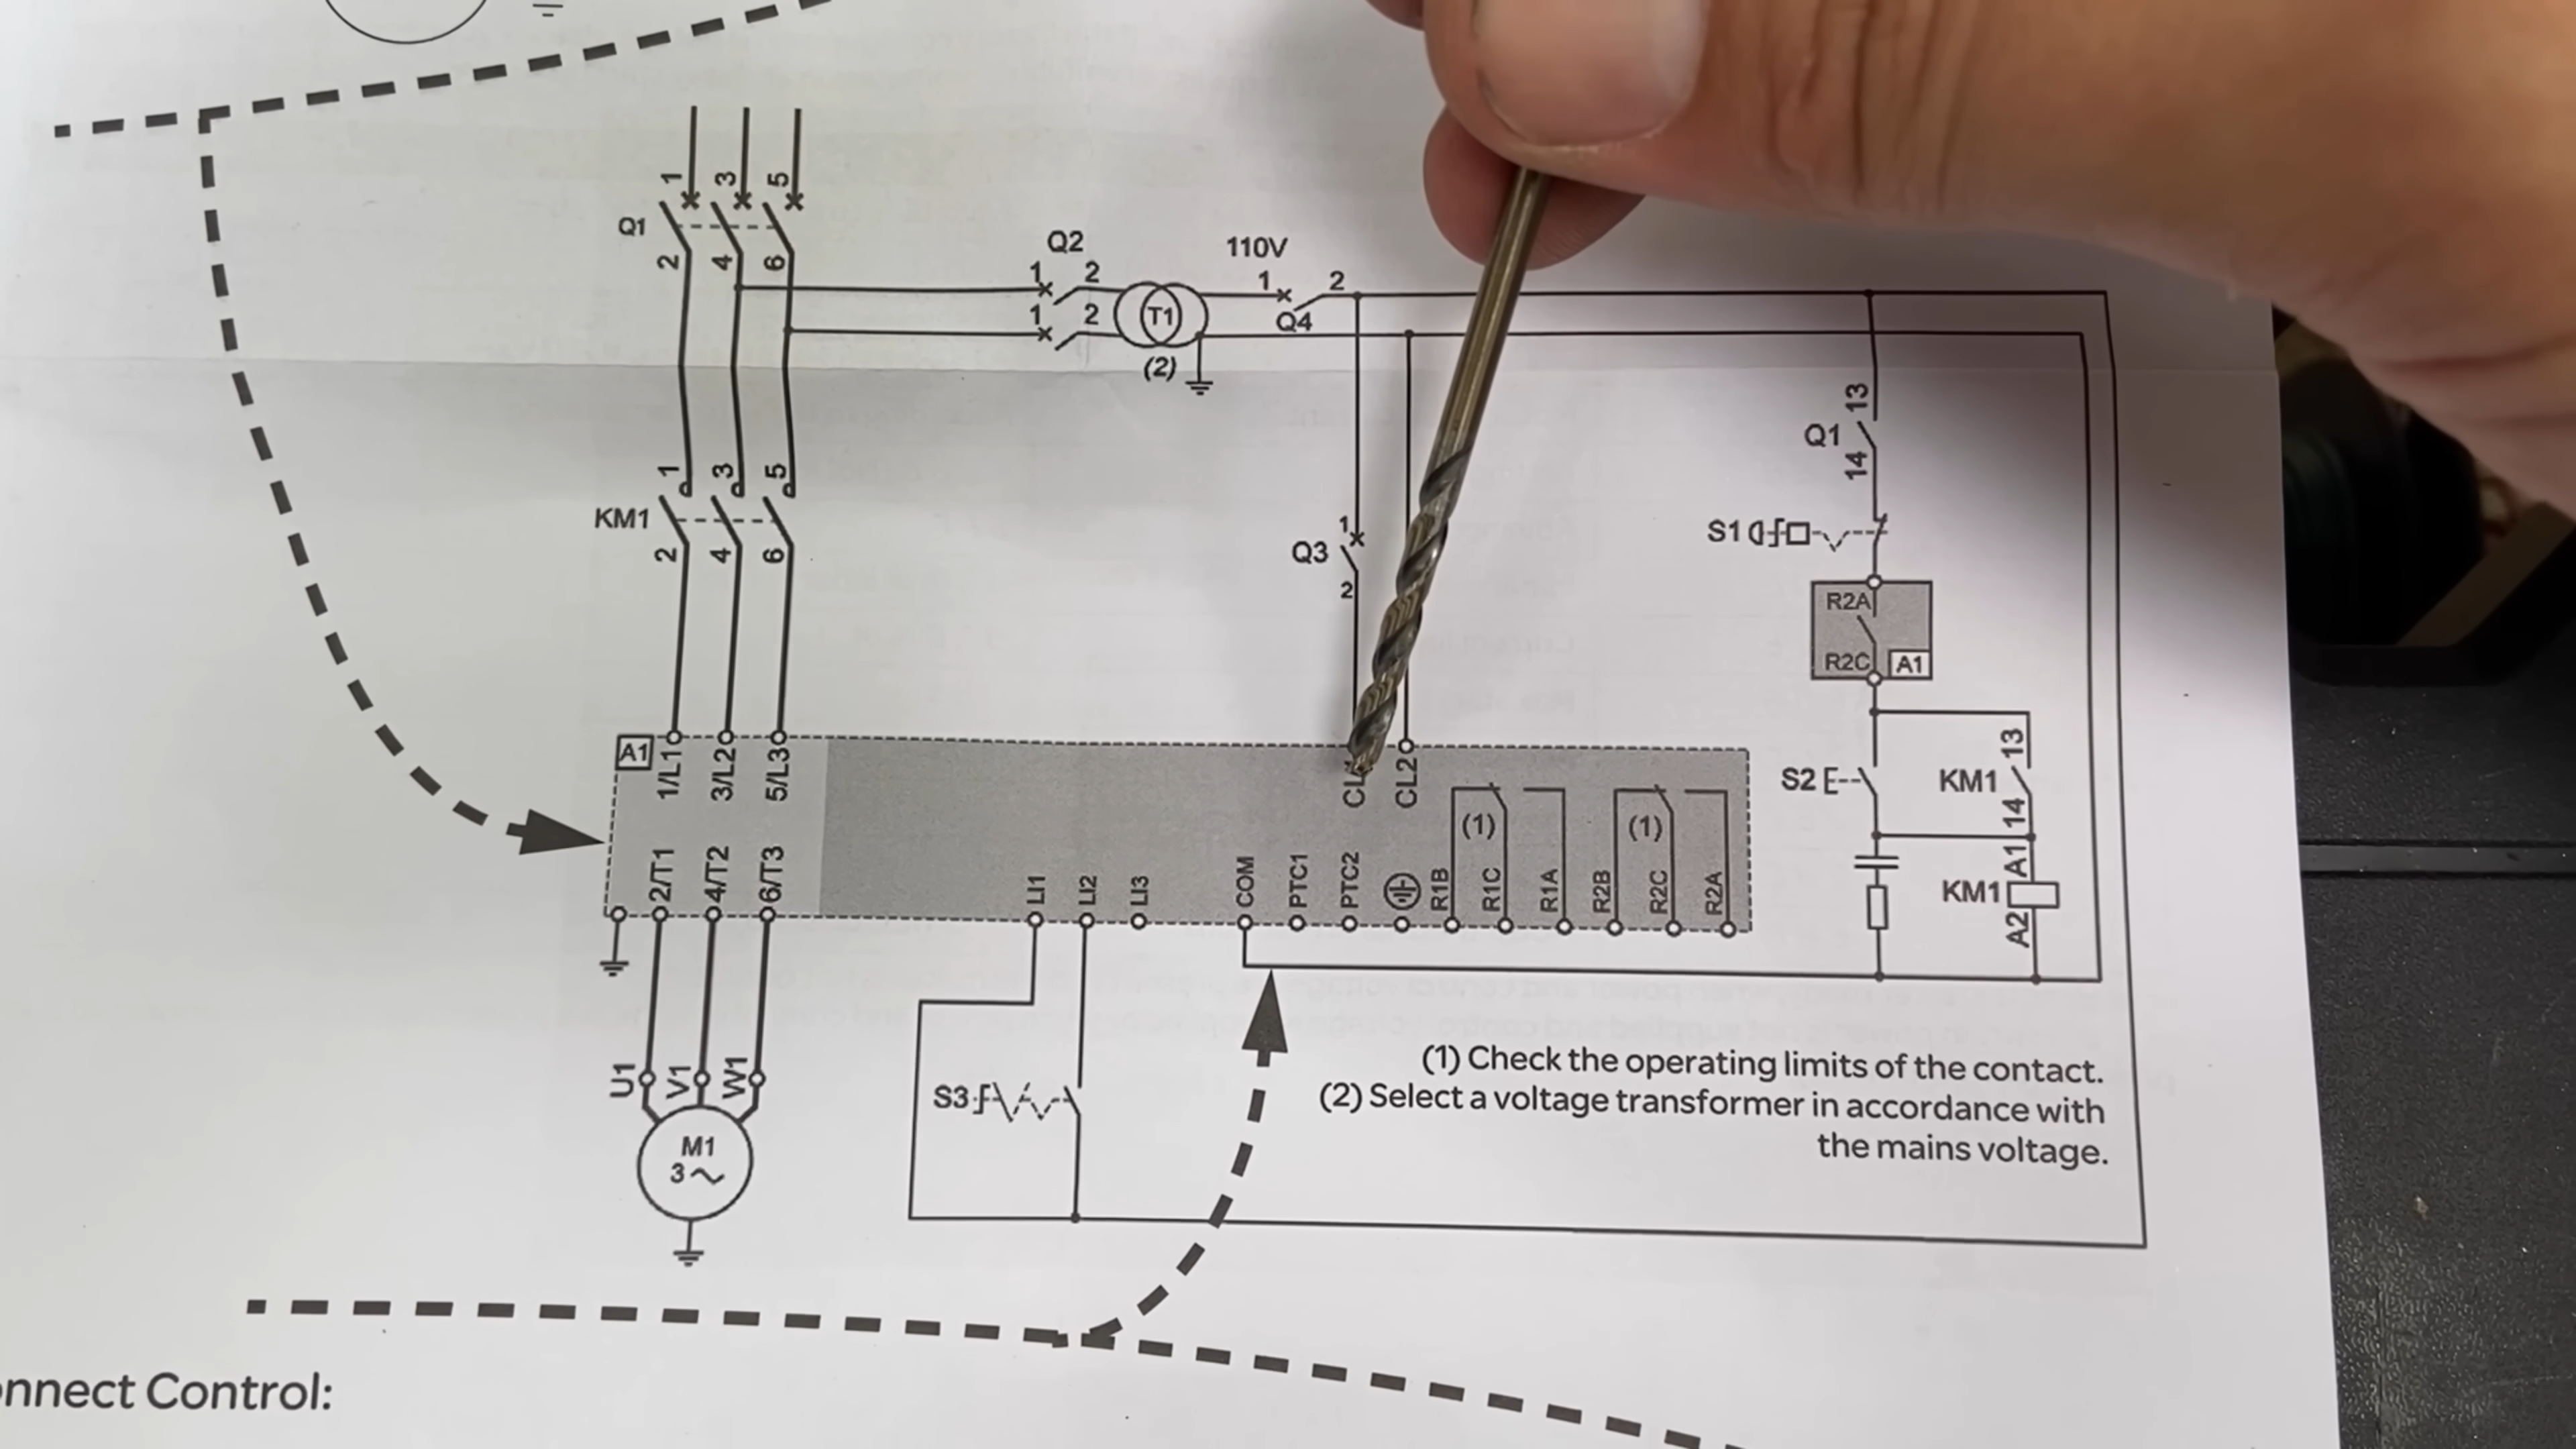 1 3 5
Q1
2 4 6
Q2
1 2
1 2
T1
(2)
110V
1 2
Q4
13
Q1
14
1 3 5
KM1
2 4 6
1
Q3
2
S1
R2A
R2C A1
A1
1/L1 3/L2 5/L3
CL2
2/T1 4/T2 6/T3
LI1 LI2 LI3
COM PTC1 PTC2
R1B R1C R1A
(1)
R2B R2C R2A
(1)
S2 E
13
KM1
14
A1
KM1
A2
U1 V1 W1
M1
3~
S3
(1) Check the operating limits of the contact.
(2) Select a voltage transformer in accordance with
the mains voltage.
nnect Control: